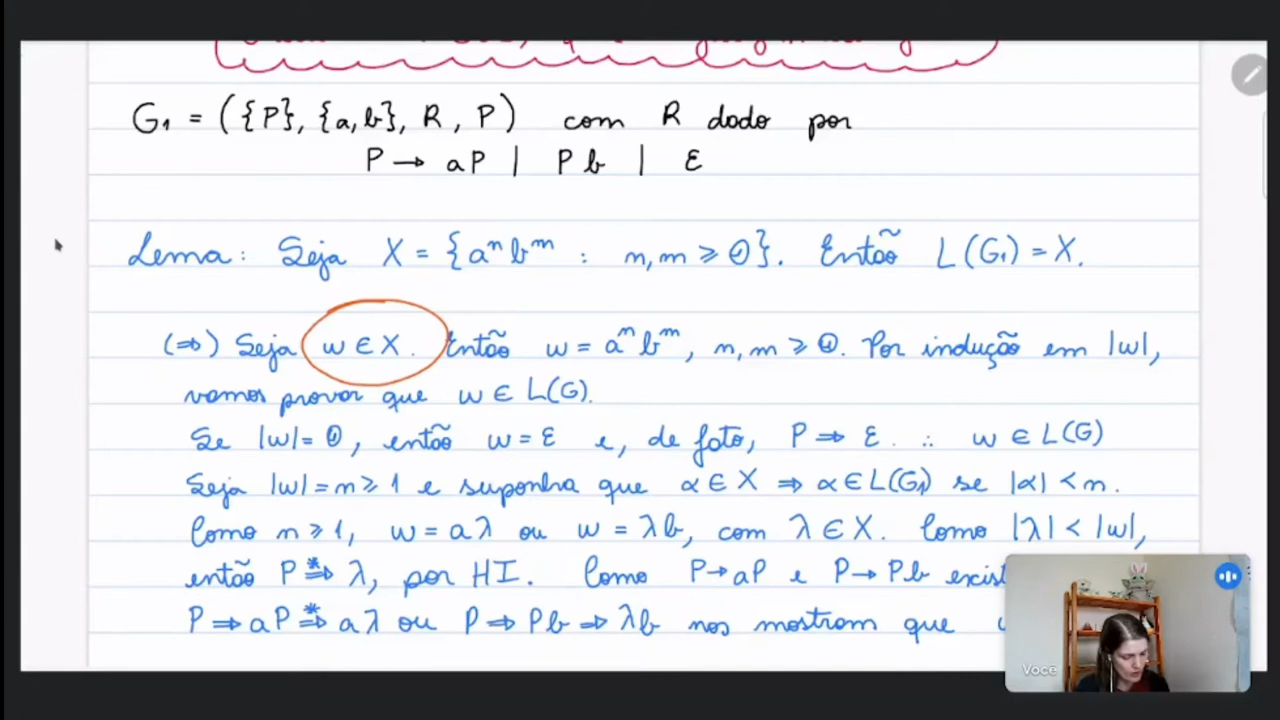 G₁ = ({P}, {a, b}, R, P) com R dado por
P → aP | Pb | ε
Lema: Seja X = {aⁿbᵐ : n, m ≥ 0}. Então L(G₁) = X.
(⇒) Seja w ∈ X. Então w = aⁿbᵐ, n, m ≥ 0. Por indução em |w|,
vamos provar que w ∈ L(G).
Se |w| = 0, então w = ε e, de fato, P ⇒ ε ∴ w ∈ L(G)
Seja |w| = n ≥ 1 e suponha que α ∈ X ⇒ α ∈ L(G₁) se |α| < n.
Como n ≥ 1, w = aλ ou w = λb, com λ ∈ X. Como |λ| < |w|,
então P ⇒* λ, por HI. Como P → aP e P → Pb
P ⇒ aP ⇒* aλ ou P ⇒ Pb ⇒ λb nos mostram que
Você